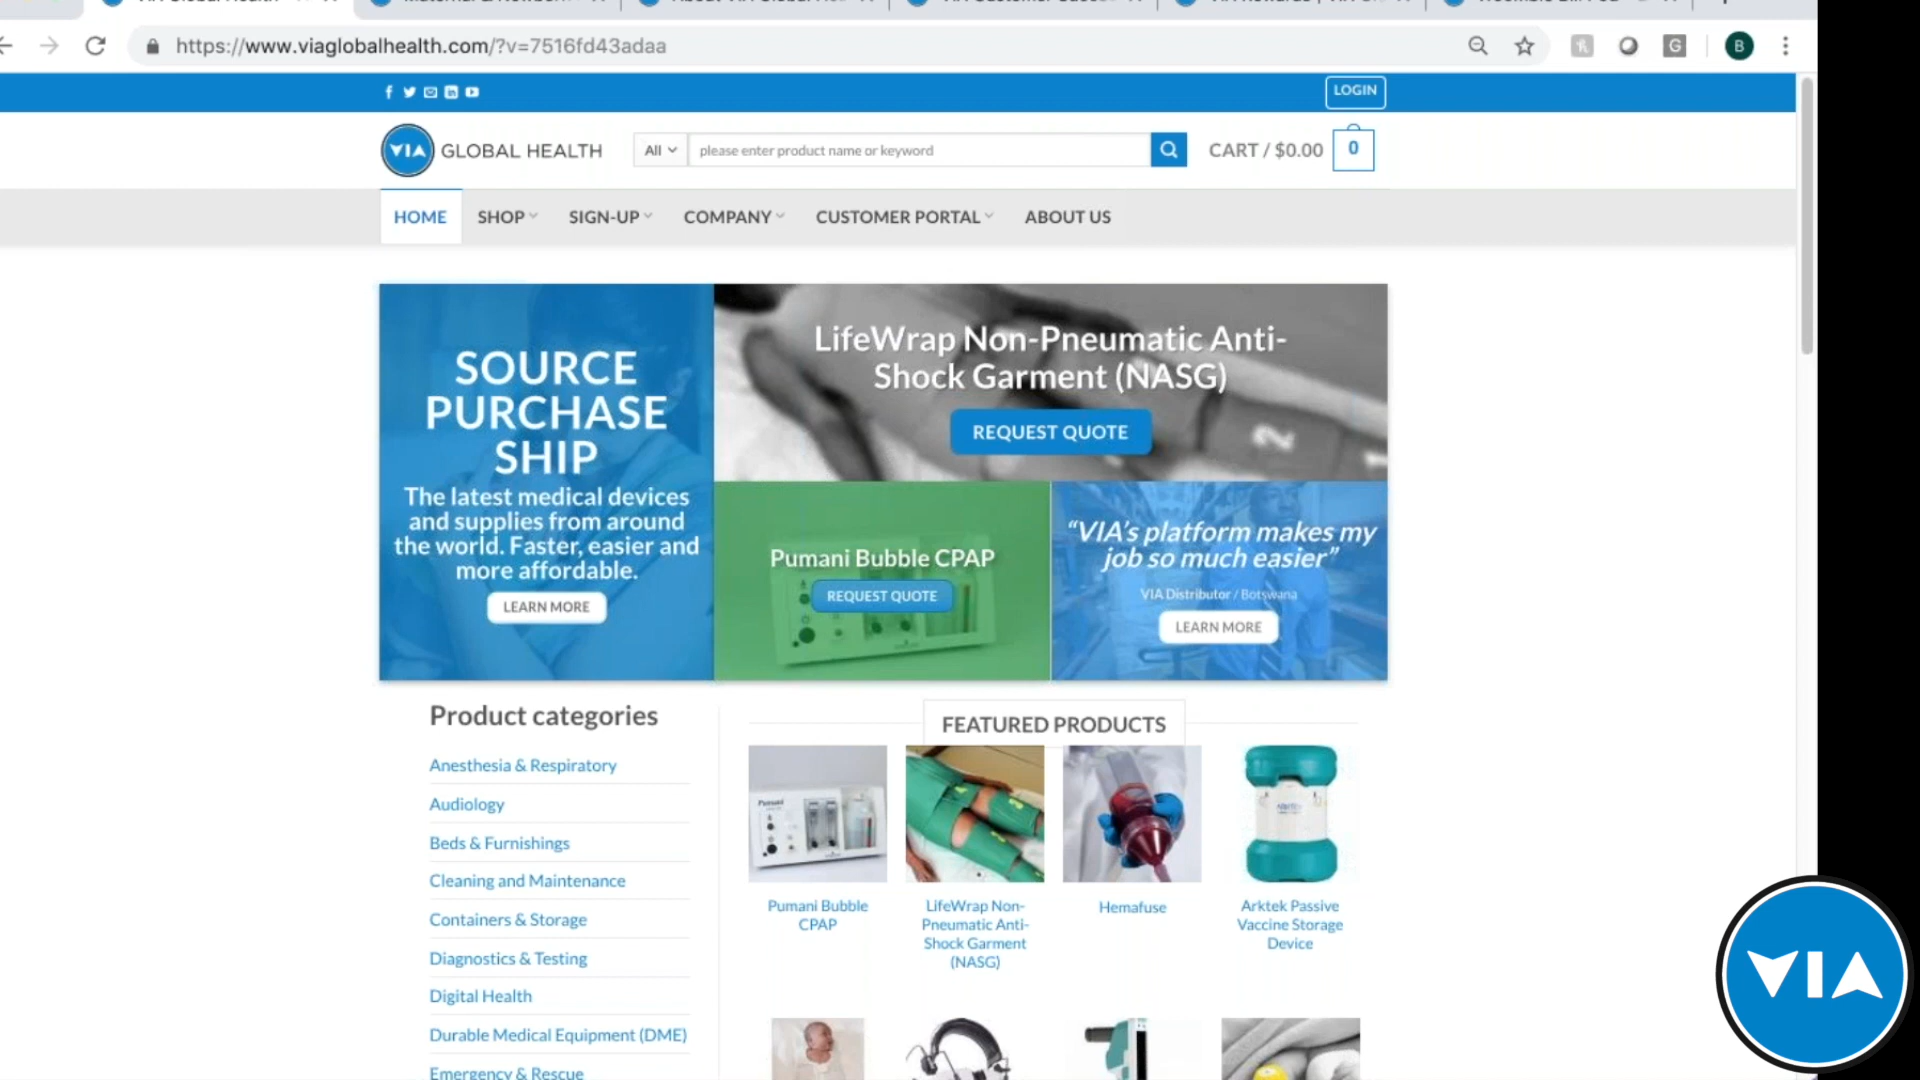 https://www.viaglobalhealth.com/?v=7516fd43adaa
G
B
LOGIN
VIA GLOBAL HEALTH
All
please enter product name or keyword
CART / $0.00
0
HOME
SHOP
SIGN-UP
COMPANY
CUSTOMER PORTAL
ABOUT US
SOURCE
PURCHASE
SHIP
The latest medical devices
and supplies from around
the world. Faster, easier and
more affordable.
LEARN MORE
LifeWrap Non-Pneumatic Anti-
Shock Garment (NASG)
REQUEST QUOTE
2
1
Pumani Bubble CPAP
REQUEST QUOTE
“VIA’s platform makes my
job so much easier”
VIA Distributor / Botswana
LEARN MORE
Product categories
Anesthesia & Respiratory
Audiology
Beds & Furnishings
Cleaning and Maintenance
Containers & Storage
Diagnostics & Testing
Digital Health
Durable Medical Equipment (DME)
Emergency & Rescue
FEATURED PRODUCTS
Pumani
Pumani Bubble
CPAP
LifeWrap Non-
Pneumatic Anti-
Shock Garment
(NASG)
Hemafuse
Arktek Passive
Vaccine Storage
Device
VIA